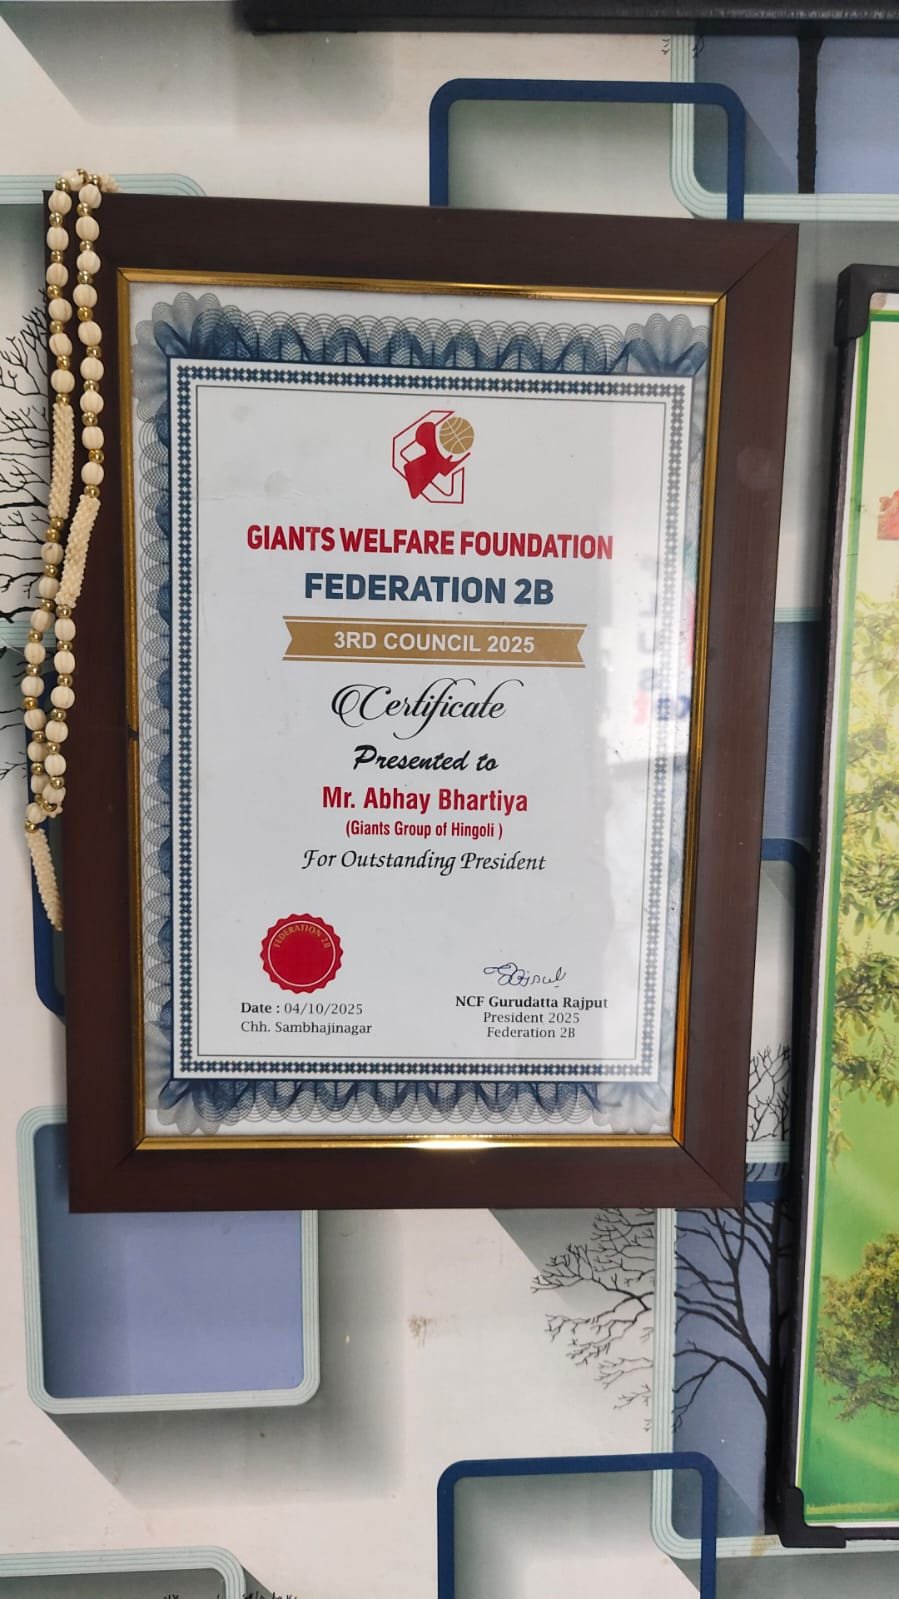 GIANTS WELFARE FOUNDATION
FEDERATION 2B
3RD COUNCIL 2025
Certificate
Presented to
Mr. Abhay Bhartiya
(Giants Group of Hingoli )
For Outstanding President
FEDERATION 2B
Date : 04/10/2025
Chh. Sambhajinagar
NCF Gurudatta Rajput
President 2025
Federation 2B